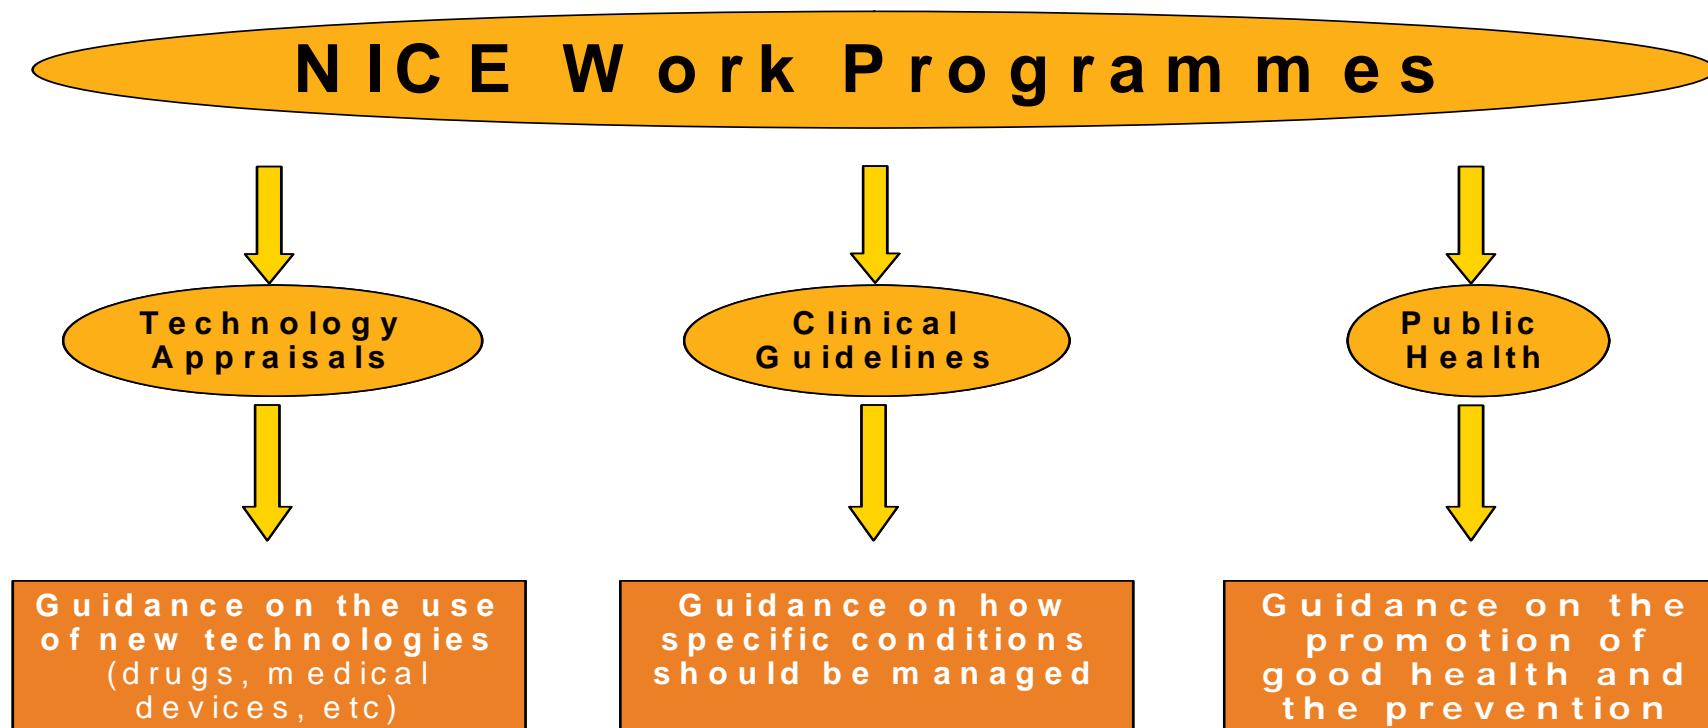 NICE Work Programmes
Technology
Appraisals
Clinical
Guidelines
Public
Health
Guidance on the use
of new technologies
(drugs, medical
devices, etc)
Guidance on how
specific conditions
should be managed
Guidance on the
promotion of
good health and
the prevention